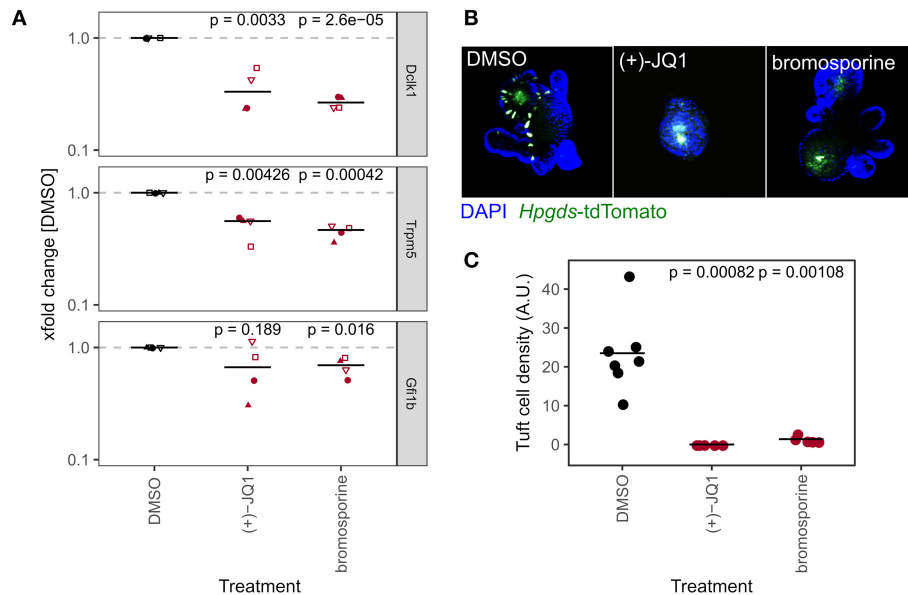 A
p = 0.0033 p = 2.6e−05
1.0
0.1
Dclk1
p = 0.00426 p = 0.00042
1.0
0.1
Trpm5
p = 0.189 p = 0.016
1.0
0.1
Gfi1b
xfold change [DMSO]
DMSO
(+)−JQ1
bromosporine
Treatment
B
DMSO
(+)-JQ1
bromosporine
DAPI Hpgds-tdTomato
C
p = 0.00082 p = 0.00108
40
30
20
10
0
Tuft cell density (A.U.)
DMSO
(+)−JQ1
bromosporine
Treatment